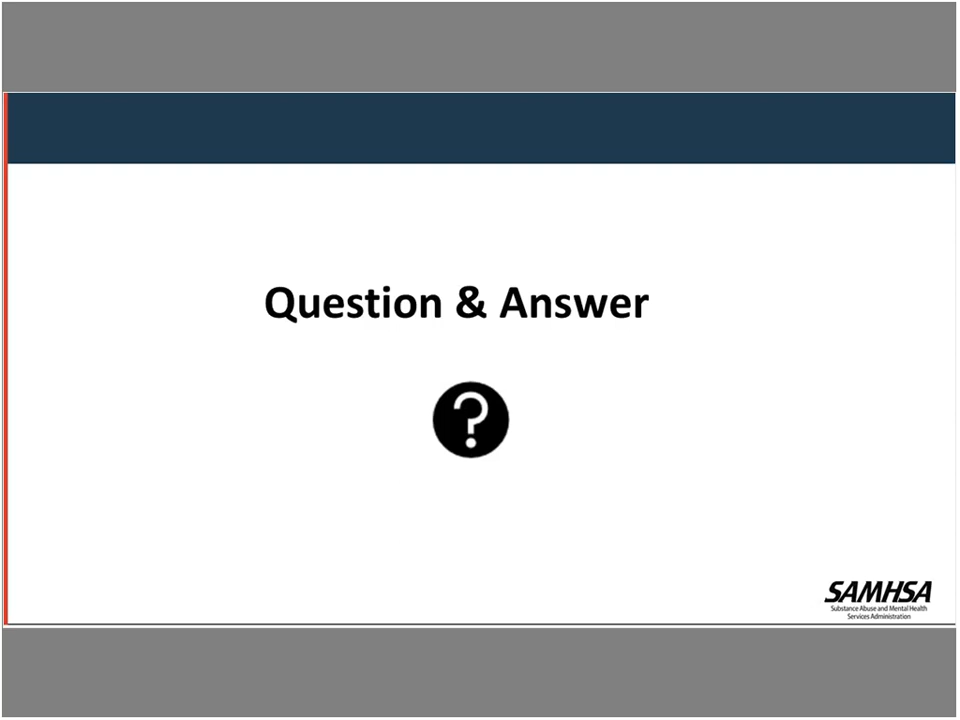 Question & Answer
?
SAMHSA
Substance Abuse and Mental Health
Services Administration